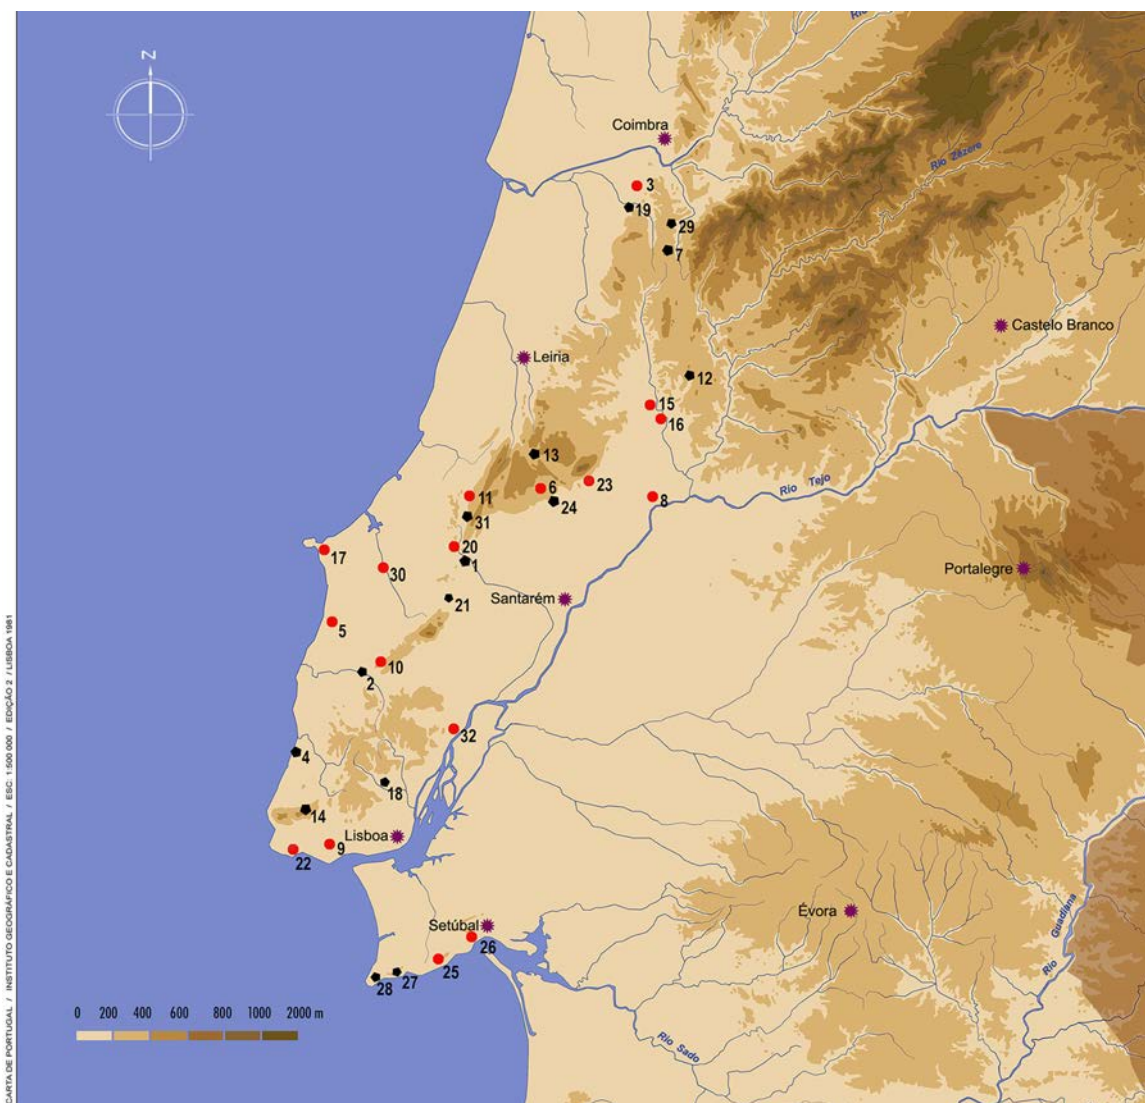 Z
Rio
Coimbra
Rio Zêzere
3
19
29
7
Castelo Branco
Leiria
12
15
16
13
Rio Tejo
6
23
11
24
8
31
20
17
1
30
Portalegre
21
Santarém
5
10
2
32
4
18
14
Lisboa
9
22
Évora
Rio Guadiana
Setúbal
26
25
27
28
0 200 400 600 800 1000 2000 m
Rio Sado
CARTA DE PORTUGAL / INSTITUTO GEOGRÁFICO E CADASTRAL / ESC: 1:500 000 / EDIÇÃO 2 / LISBOA 1981